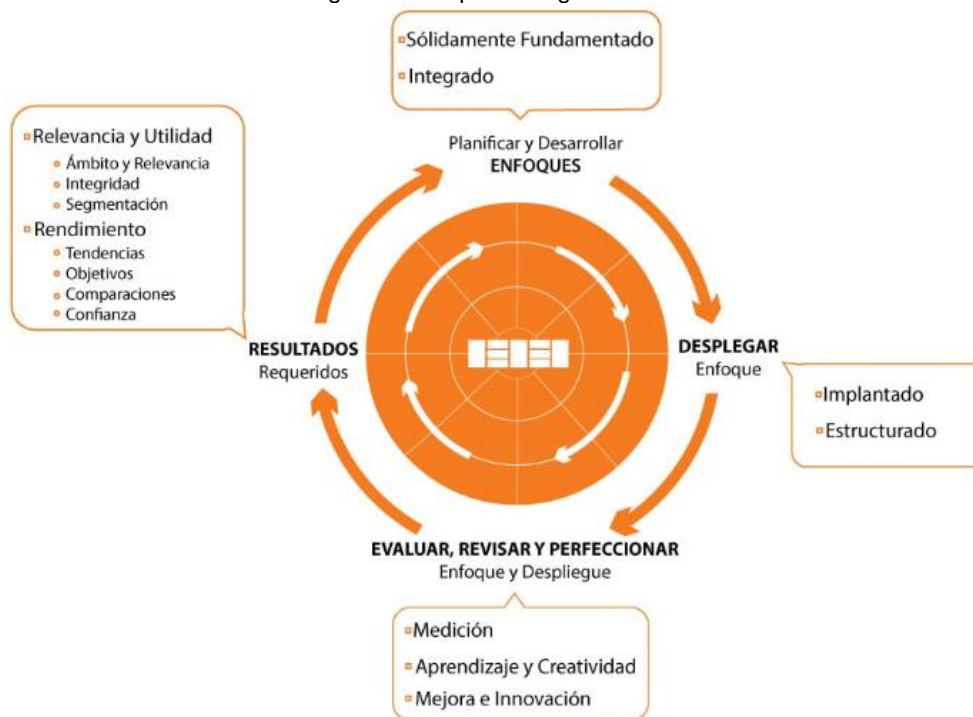 Sólidamente Fundamentado
Integrado
Planificar y Desarrollar
ENFOQUES
Relevancia y Utilidad
Ámbito y Relevancia
Integridad
Segmentación
Rendimiento
Tendencias
Objetivos
Comparaciones
Confianza
RESULTADOS
Requeridos
DESPLEGAR
Enfoque
Implantado
Estructurado
EVALUAR, REVISAR Y PERFECCIONAR
Enfoque y Despliegue
Medición
Aprendizaje y Creatividad
Mejora e Innovación